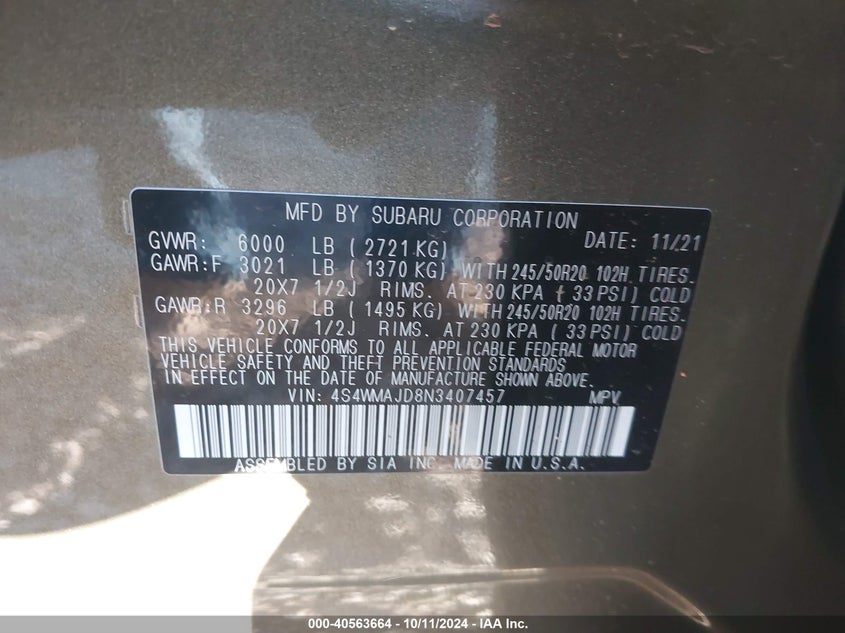 MFD BY SUBARU CORPORATION
GVWR: 6000 LB ( 2721 KG) DATE: 11/21
GAWR:F 3021 LB ( 1370 KG) WITH 245/50R20 102H TIRES.
20X7 1/2J RIMS. AT 230 KPA ( 33 PSI) COLD
GAWR:R 3296 LB ( 1495 KG) WITH 245/50R20 102H TIRES.
20X7 1/2J RIMS. AT 230 KPA ( 33 PSI) COLD
THIS VEHICLE CONFORMS TO ALL APPLICABLE FEDERAL MOTOR
VEHICLE SAFETY AND THEFT PREVENTION STANDARDS
IN EFFECT ON THE DATE OF MANUFACTURE SHOWN ABOVE.
VIN: 4S4WMAJD8N3407457 MPV
ASSEMBLED BY SIA INC. MADE IN U.S.A.
000-40563664 - 10/11/2024 - IAA Inc.